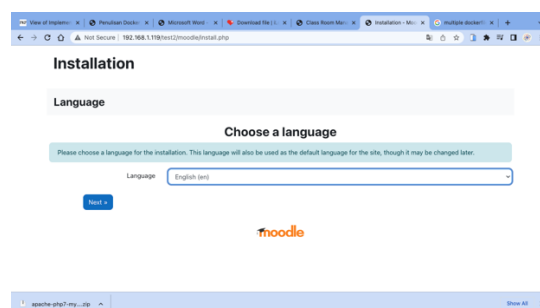 View of Implemen
Penulisan Docker
Microsoft Word -
Download file | i
Class Room Mana
Installation - Moo
multiple dockerfi
Not Secure | 192.168.1.119/test2/moodle/install.php
Installation
Language
Choose a language
Please choose a language for the installation. This language will also be used as the default language for the site, though it may be changed later.
Language
English (en)
Next »
moodle
apache-php7-my....zip
Show All